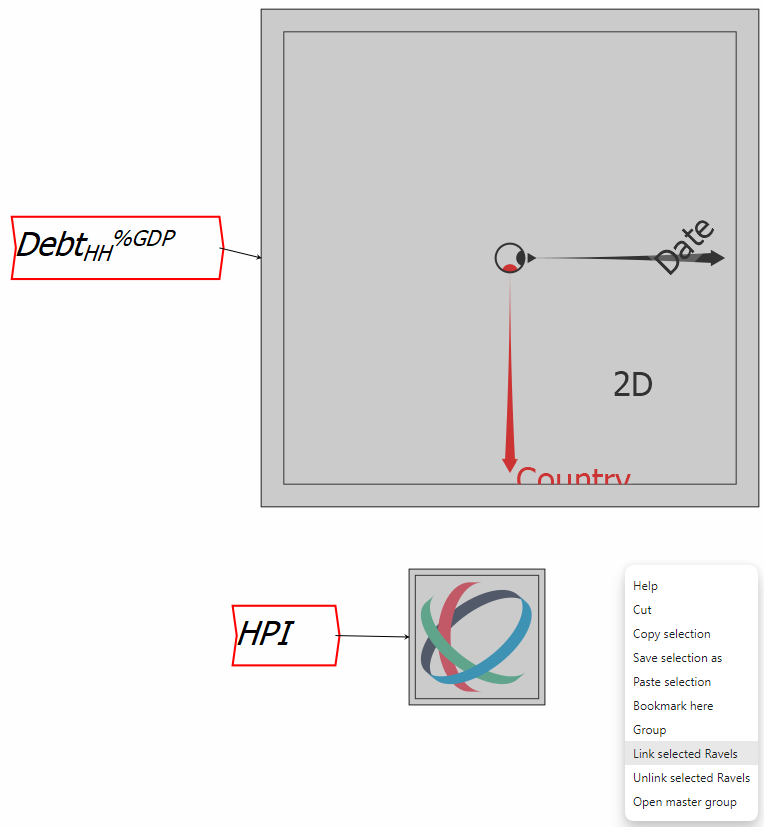 Date
Debt_HH^%GDP
2D
Country
HPI
Help
Cut
Copy selection
Save selection as
Paste selection
Bookmark here
Group
Link selected Ravels
Unlink selected Ravels
Open master group